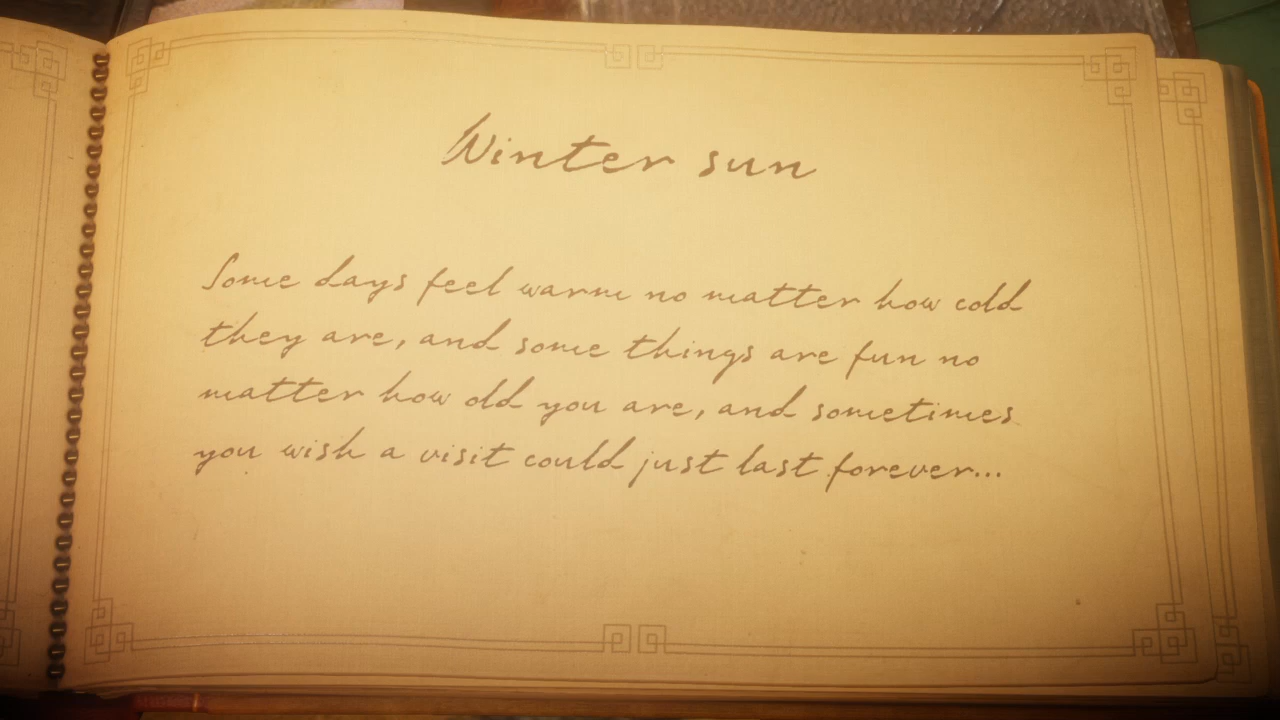 Winter sun
Some days feel warm no matter how cold
they are, and some things are fun no
matter how old you are, and sometimes
you wish a visit could just last forever...